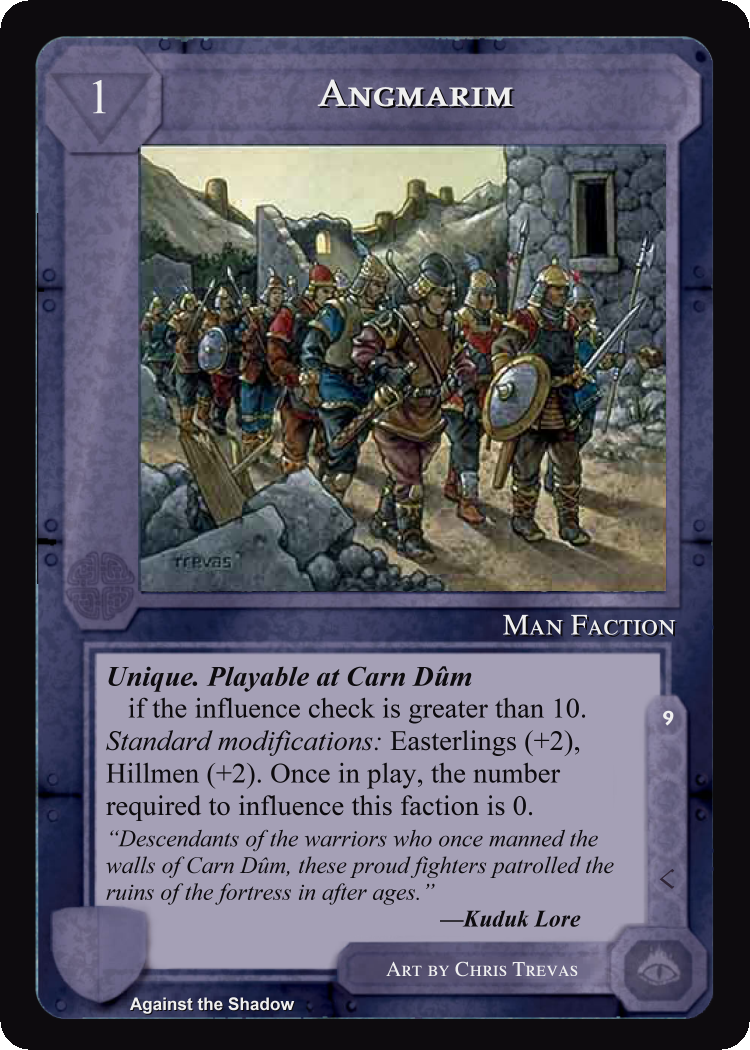 1
Angmarim
Trevas
Man Faction
Unique. Playable at Carn Dûm
if the influence check is greater than 10.
Standard modifications: Easterlings (+2),
Hillmen (+2). Once in play, the number
required to influence this faction is 0.
“Descendants of the warriors who once manned the
walls of Carn Dûm, these proud fighters patrolled the
ruins of the fortress in after ages.”
—Kuduk Lore
9
Art by Chris Trevas
Against the Shadow